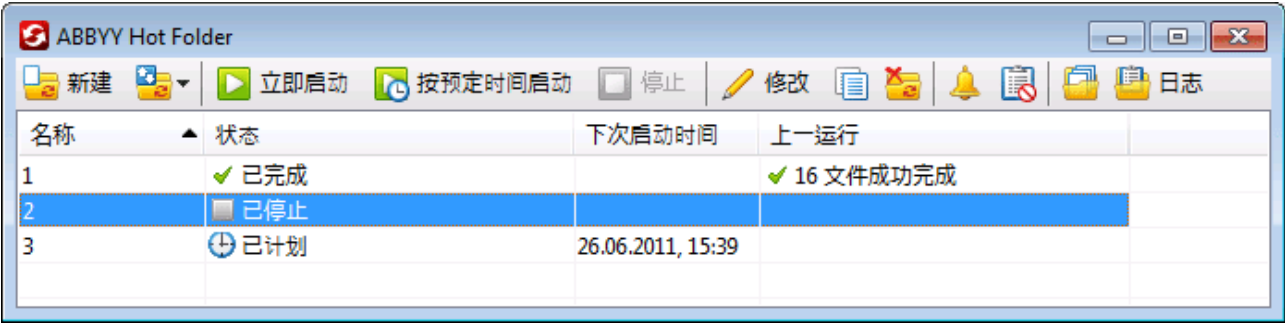 ABBYY Hot Folder
新建 立即启动 按预定时间启动 停止 修改 日志
名称 状态 下次启动时间 上一运行
1 已完成 16 文件成功完成
2 已停止
3 已计划 26.06.2011, 15:39